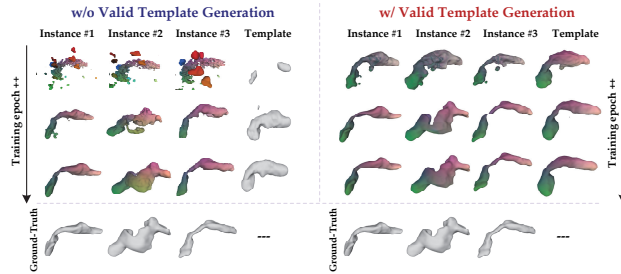 w/o Valid Template Generation
w/ Valid Template Generation
Instance #1 Instance #2 Instance #3 Template
Instance #1 Instance #2 Instance #3 Template
Training epoch ++
Training epoch ++
Ground-Truth
---
Ground-Truth
---